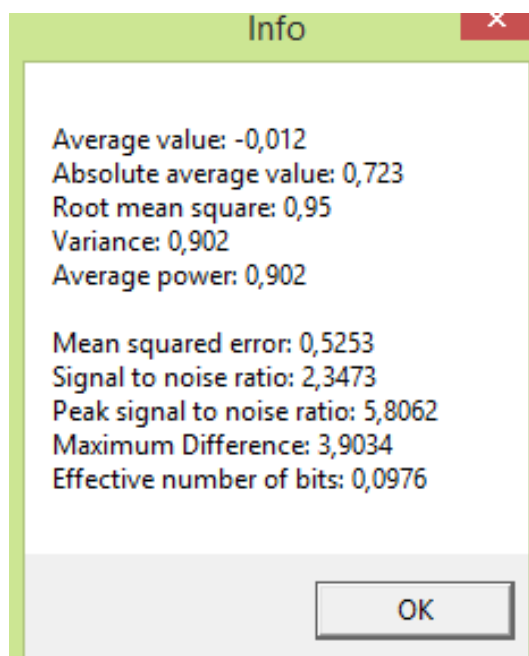 Info
Average value: -0,012
Absolute average value: 0,723
Root mean square: 0,95
Variance: 0,902
Average power: 0,902
Mean squared error: 0,5253
Signal to noise ratio: 2,3473
Peak signal to noise ratio: 5,8062
Maximum Difference: 3,9034
Effective number of bits: 0,0976
OK